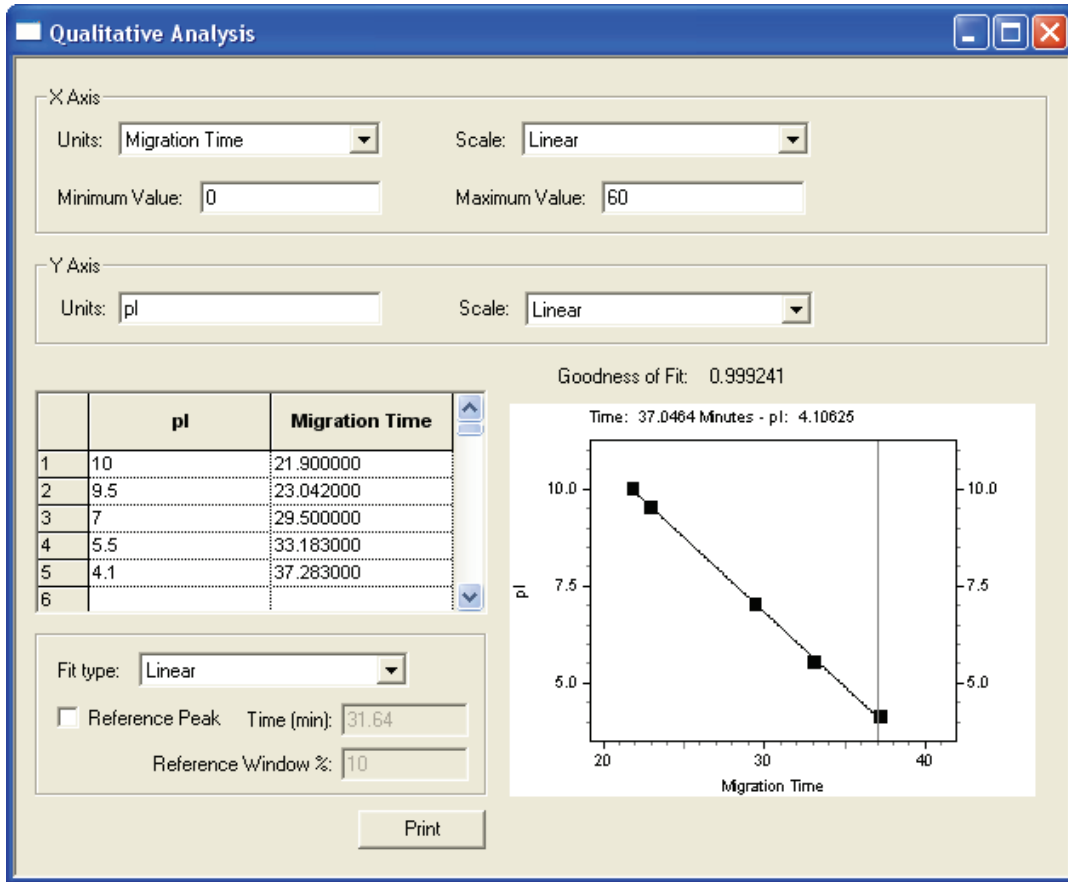 Qualitative Analysis
X Axis
Units: Migration Time Scale: Linear
Minimum Value: 0 Maximum Value: 60
Y Axis
Units: pI Scale: Linear
Goodness of Fit: 0.999241
pI Migration Time
1 10 21.900000
2 9.5 23.042000
3 7 29.500000
4 5.5 33.183000
5 4.1 37.283000
6
Fit type: Linear
Reference Peak Time (min): 31.64
Reference Window %: 10
Print
Time: 37.0464 Minutes - pI: 4.10625
10.0 10.0
7.5 7.5
pI
5.0 5.0
20 30 40
Migration Time